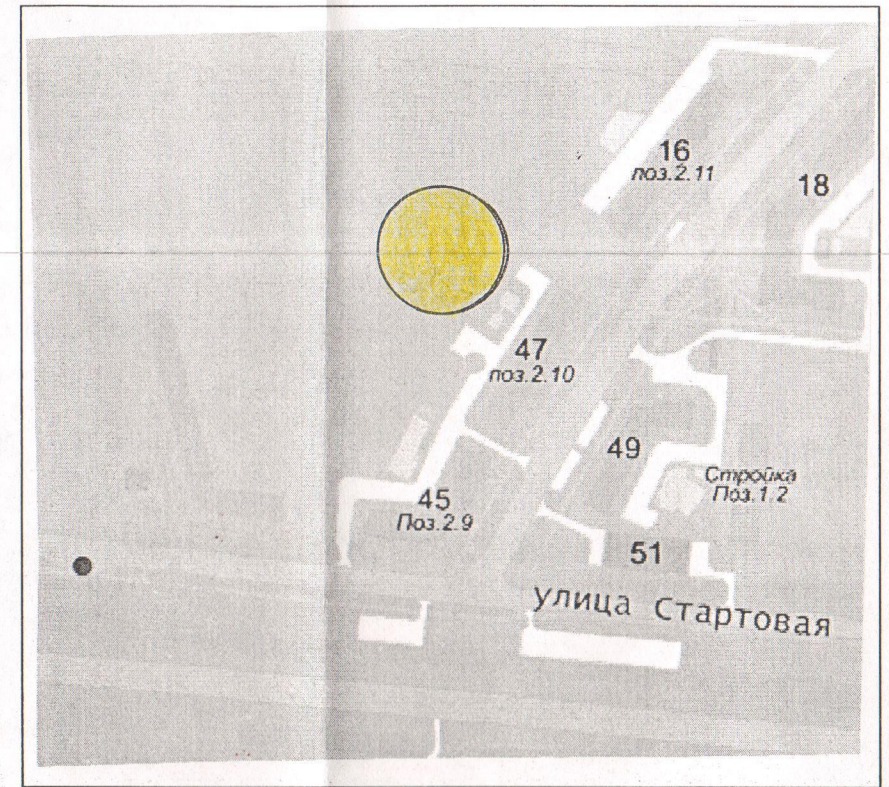 16
поз.2.11
18
47
поз.2.10
49
Стройка
Поз.1.2
45
Поз.2.9
51
улица Стартовая